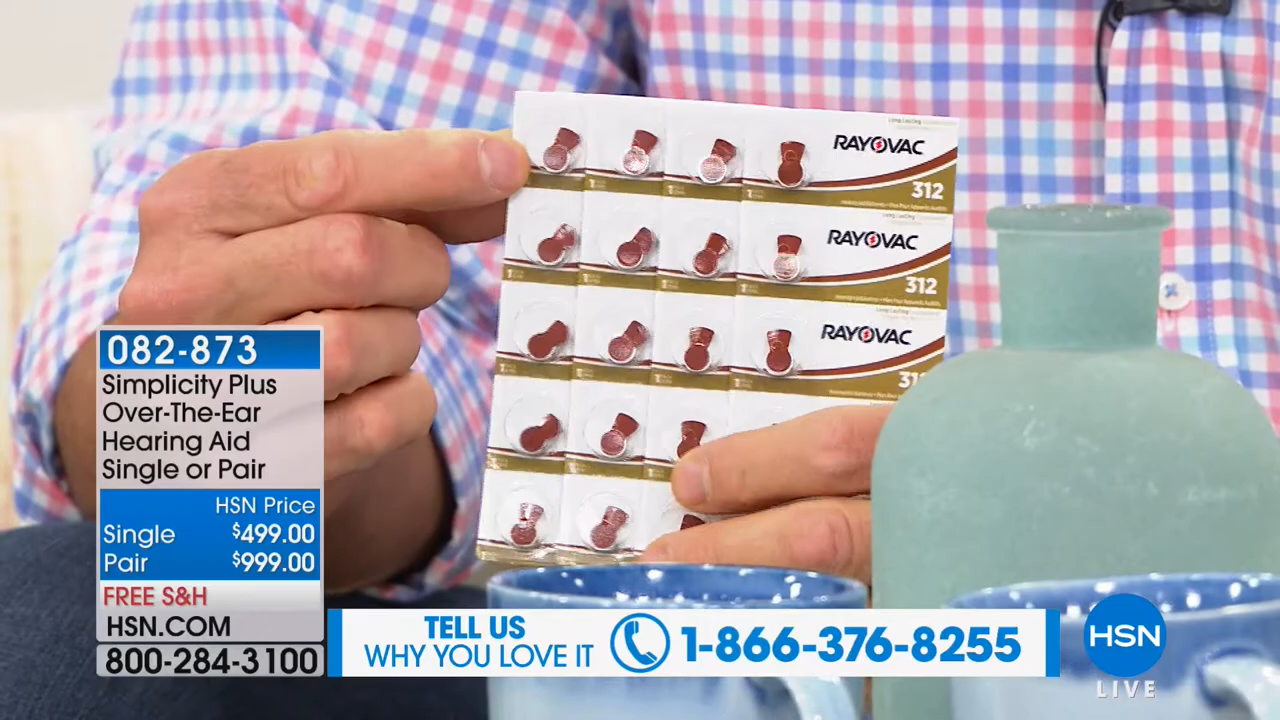 RAYOVAC
312
RAYOVAC
312
RAYOVAC
082-873
Simplicity Plus
Over-The-Ear
Hearing Aid
Single or Pair
HSN Price
Single $499.00
Pair $999.00
FREE S&H
HSN.COM
800-284-3100
TELL US
WHY YOU LOVE IT
1-866-376-8255
HSN
LIVE